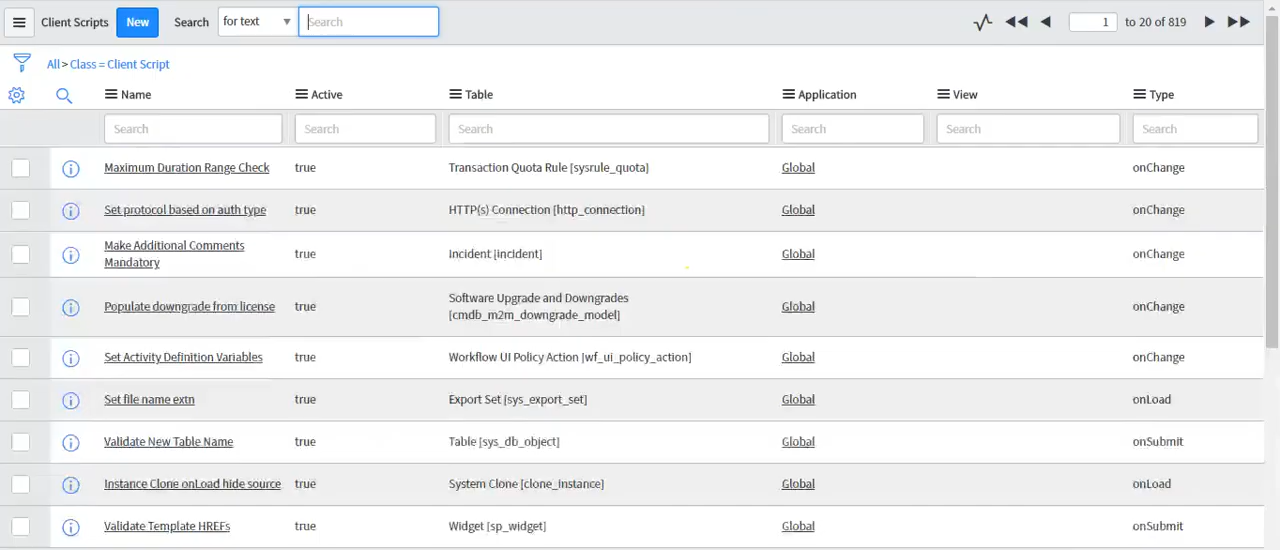 Client Scripts New Search for text Search 1 to 20 of 819
All > Class = Client Script
Name Active Table Application View Type
Search Search Search Search Search Search
Maximum Duration Range Check true Transaction Quota Rule [sysrule_quota] Global onChange
Set protocol based on auth type true HTTP(s) Connection [http_connection] Global onChange
Make Additional Comments
Mandatory true Incident [incident] Global onChange
Populate downgrade from license true Software Upgrade and Downgrades
[cmdb_m2m_downgrade_model] Global onChange
Set Activity Definition Variables true Workflow UI Policy Action [wf_ui_policy_action] Global onChange
Set file name extn true Export Set [sys_export_set] Global onLoad
Validate New Table Name true Table [sys_db_object] Global onSubmit
Instance Clone onLoad hide source true System Clone [clone_instance] Global onLoad
Validate Template HREFs true Widget [sp_widget] Global onSubmit